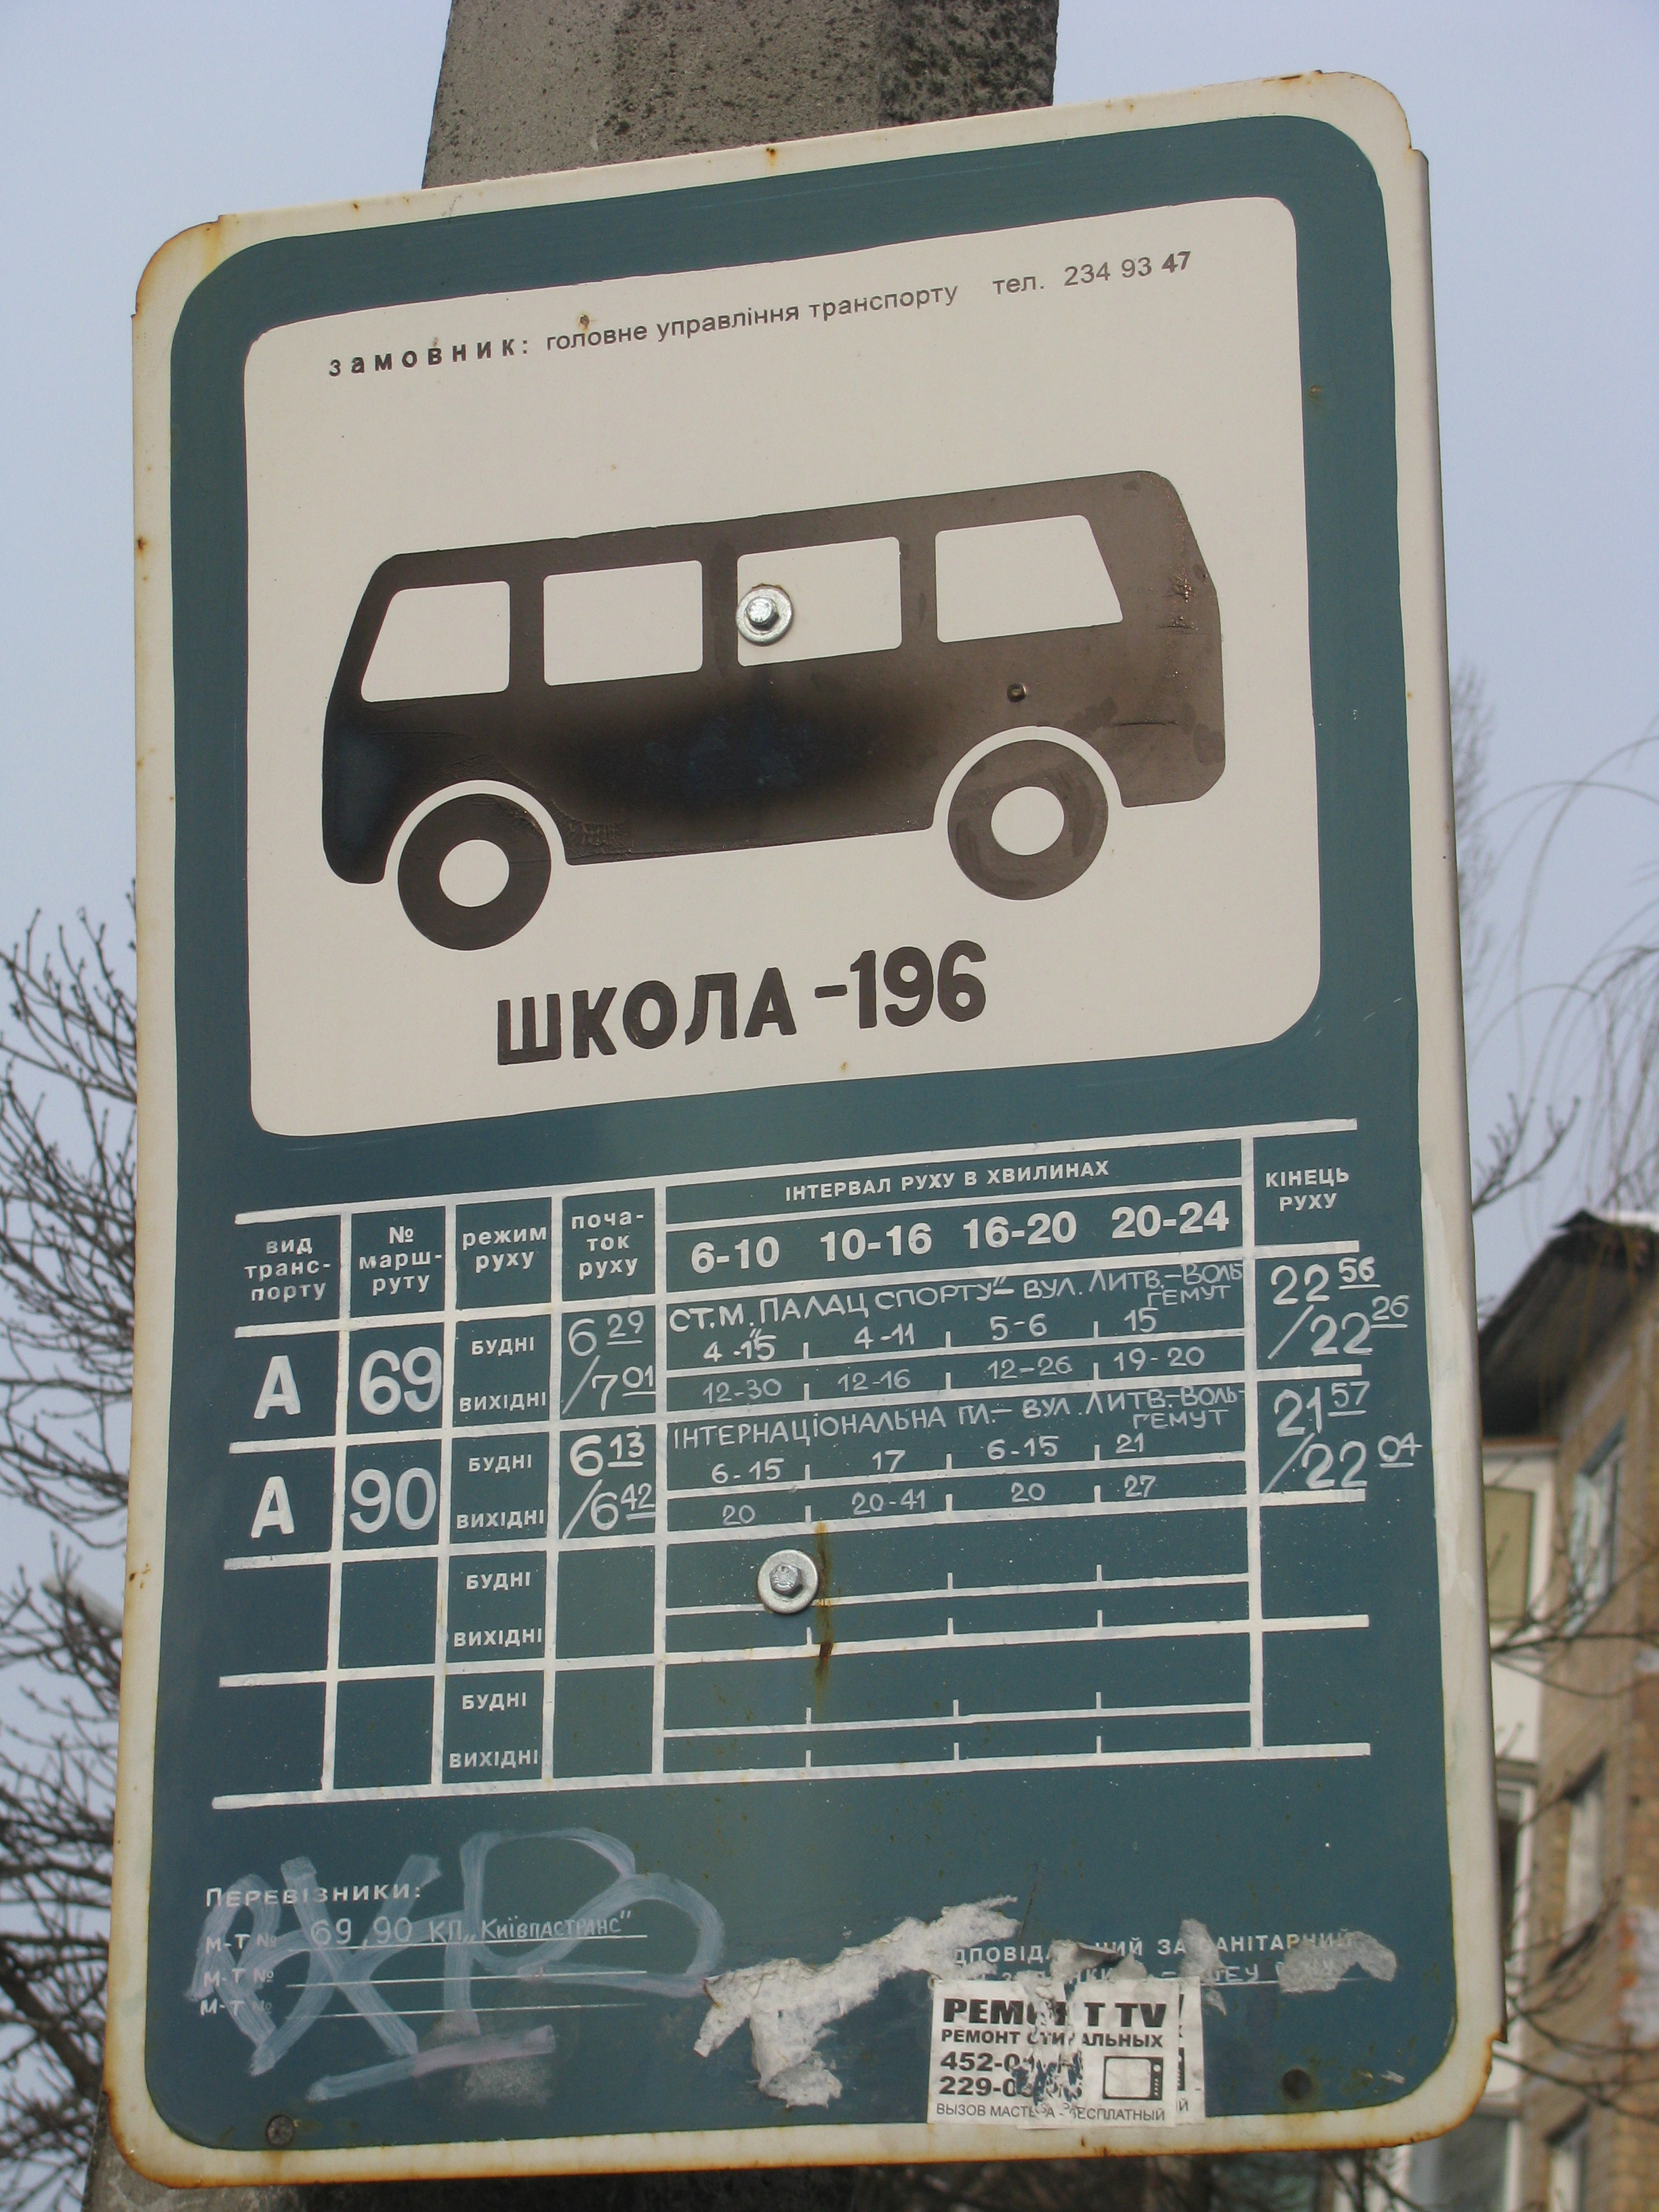 замовник: головне управління транспорту тел. 234 93 47
ШКОЛА -196
вид транс- порту
№ марш- руту
режим руху
поча- ток руху
ІНТЕРВАЛ РУХУ В ХВИЛИНАХ
6-10 10-16 16-20 20-24
КІНЕЦЬ РУХУ
СТ.М. „ПАЛАЦ СПОРТУ" - ВУЛ. ЛИТВ.-ВОЛЬ
ГЕМУТ
А 69
БУДНІ 6 29 4-15 4-11 5-6 15 22 56
ВИХІДНІ /7 01 12-30 12-16 12-26 19-20 /22 26
ІНТЕРНАЦІОНАЛЬНА ПЛ.- ВУЛ. ЛИТВ-ВОЛЬ-
ГЕМУТ
А 90
БУДНІ 6 13 6-15 17 6-15 21 21 57
ВИХІДНІ /6 42 20 20-41 20 27 /22 04
БУДНІ
ВИХІДНІ
БУДНІ
ВИХІДНІ
ПЕРЕВІЗНИКИ:
М-Т № 69,90 КП „Київпастранс"
М-Т №
М-Т №
РЕМОНТ TV
РЕМОНТ СТИРАЛЬНЫХ
ВЫЗОВ МАСТЕРА - БЕСПЛАТНЫЙ